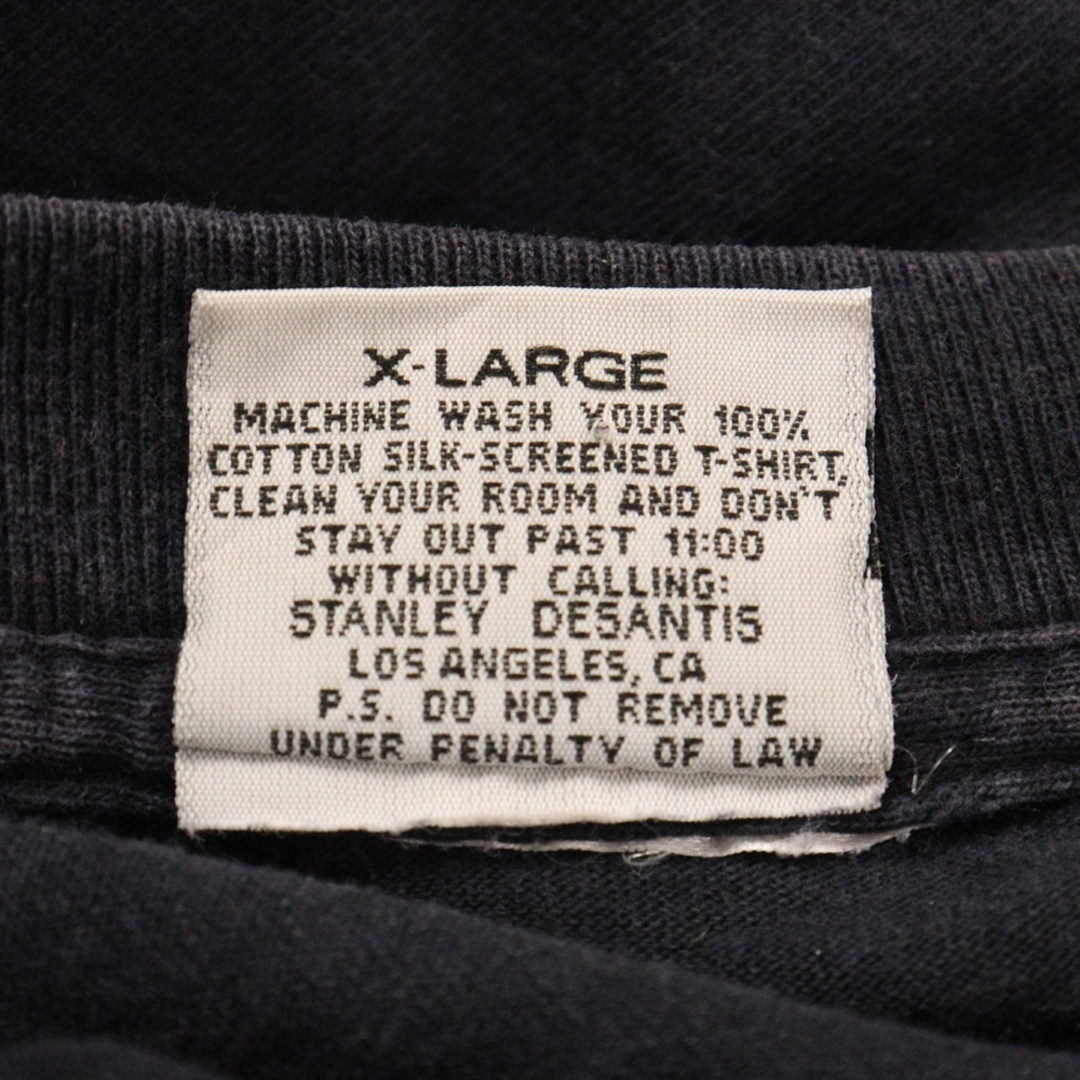 X-LARGE
MACHINE WASH YOUR 100%
COTTON SILK-SCREENED T-SHIRT,
CLEAN YOUR ROOM AND DON'T
STAY OUT PAST 11:00
WITHOUT CALLING:
STANLEY DESANTIS
LOS ANGELES, CA
P.S. DO NOT REMOVE
UNDER PENALTY OF LAW